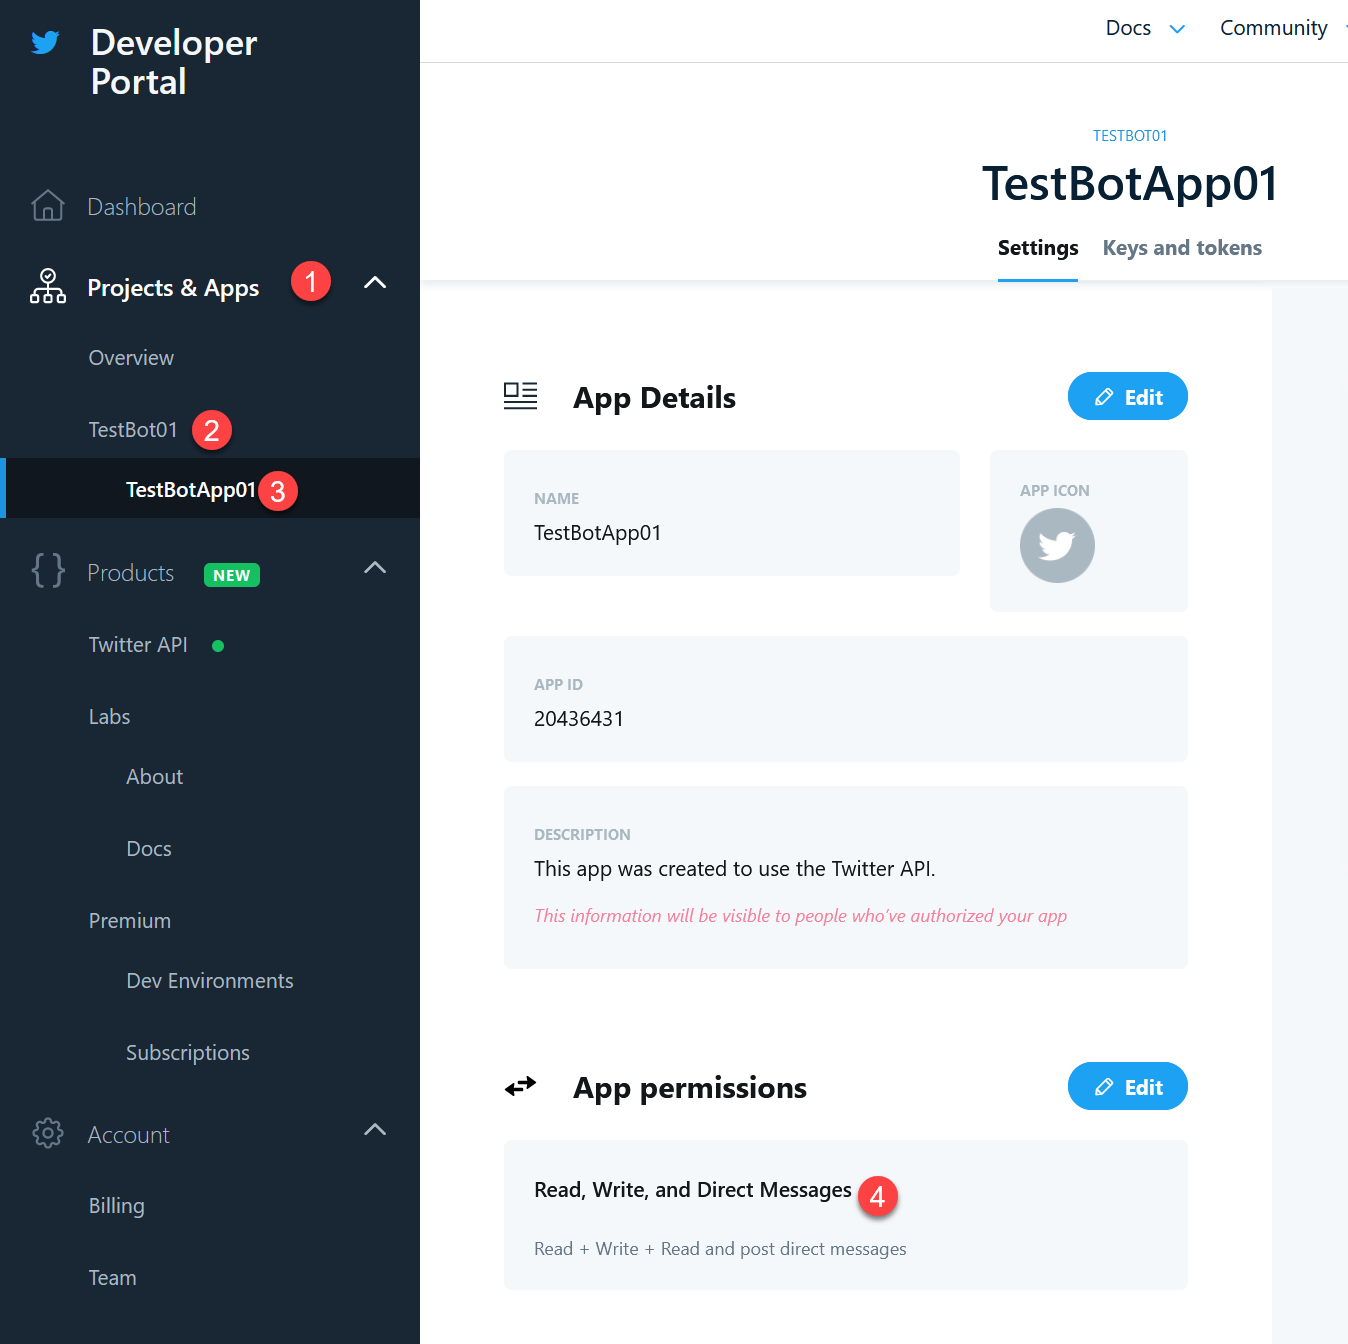 Developer
Portal
Docs
Community
Dashboard
Projects & Apps
1
Overview
TestBot01
2
TestBotApp01
3
Products
NEW
Twitter API
Labs
About
Docs
Premium
Dev Environments
Subscriptions
Account
Billing
Team
TESTBOT01
TestBotApp01
Settings
Keys and tokens
App Details
Edit
NAME
TestBotApp01
APP ICON
APP ID
20436431
DESCRIPTION
This app was created to use the Twitter API.
This information will be visible to people who've authorized your app
App permissions
Edit
Read, Write, and Direct Messages
4
Read + Write + Read and post direct messages